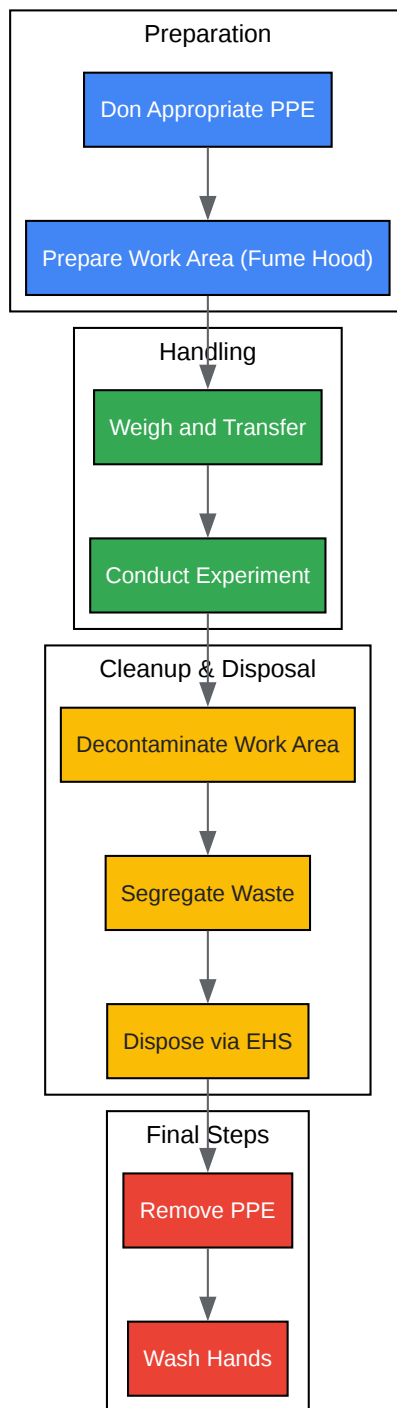 Preparation
Don Appropriate PPE
Prepare Work Area (Fume Hood)
Handling
Weigh and Transfer
Conduct Experiment
Cleanup & Disposal
Decontaminate Work Area
Segregate Waste
Dispose via EHS
Final Steps
Remove PPE
Wash Hands